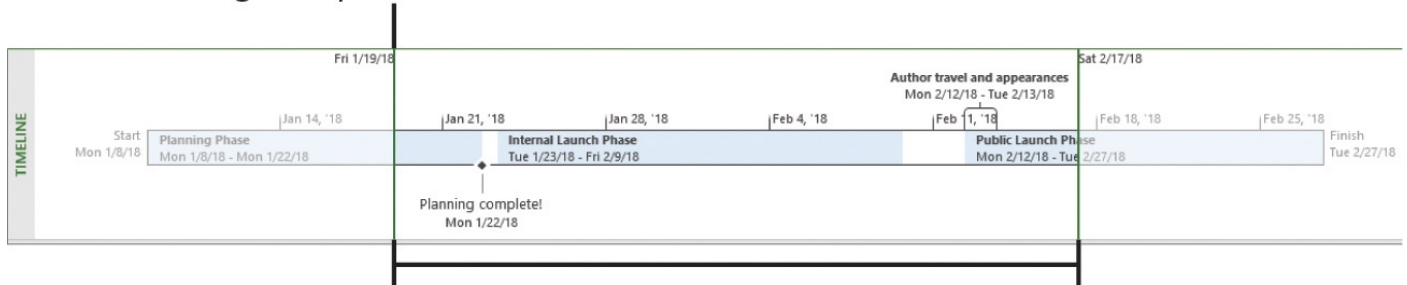 Fri 1/19/18
Sat 2/17/18
Author travel and appearances
Mon 2/12/18 - Tue 2/13/18
Jan 14, '18
Jan 21, '18
Jan 28, '18
Feb 4, '18
Feb 11, '18
Feb 18, '18
Feb 25, '18
TIMELINE
Start
Mon 1/8/18
Planning Phase
Mon 1/8/18 - Mon 1/22/18
Internal Launch Phase
Tue 1/23/18 - Fri 2/9/18
Public Launch Phase
Mon 2/12/18 - Tue 2/27/18
Finish
Tue 2/27/18
Planning complete!
Mon 1/22/18